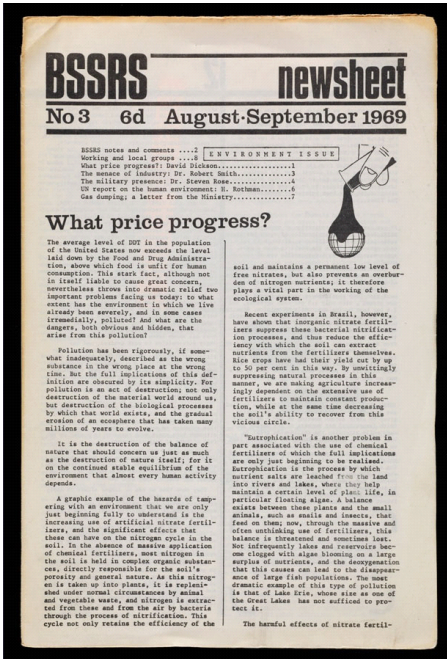 BSSRS newsheet
No 3 6d August·September 1969
BSSRS notes and comments ....2
Working and local groups ....8
ENVIRONMENT ISSUE
What price progress?: David Dickson..............1
The menace of industry: Dr. Robert Smith.............3
The military presence: Dr. Steven Rose...............4
UN report on the human environment: H. Rothman.......6
Gas dumping; a letter from the Ministry..............7
What price progress?
The average level of DDT in the population
of the United States now exceeds the level
laid down by the Food and Drug Administra-
tion, above which food is unfit for human
consumption. This stark fact, although not
in itself liable to cause great concern,
nevertheless throws into dramatic relief two
important problems facing us today: to what
extent has the environment in which we live
already been severely, and in some cases
irremedially, polluted? And what are the
dangers, both obvious and hidden, that
arise from this pollution?
Pollution has been rigorously, if some-
what inadequately, described as the wrong
substance in the wrong place at the wrong
time. But the full implications of this def-
inition are obscured by its simplicity. For
pollution is an act of destruction; not only
destruction of the material world around us,
but destruction of the biological processes
by which that world exists, and the gradual
erosion of an ecosphere that has taken many
millions of years to evolve.
It is the destruction of the balance of
nature that should concern us just as much
as the destruction of nature itself; for it
on the continued stable equilibrium of the
environment that almost every human activity
depends.
A graphic example of the hazards of tamp-
ering with an environment that we are only
just beginning fully to understand is the
increasing use of artificial nitrate fertil-
izers, and the significant effects that
these can have on the nitrogen cycle in the
soil. In the absence of massive application
of chemical fertilizers, most nitrogen in
the soil is held in complex organic substan-
ces, directly responsible for the soil's
porosity and general nature. As this nitrog-
en is taken up into plants, it is repleni-
shed under normal circumstances by animal
and vegetable waste, and nitrogen is extrac-
ted from these and from the air by bacteria
through the process of nitrification. This
cycle not only retains the efficiency of the
soil and maintains a permanent low level of
free nitrates, but also prevents an overbur-
den of nitrogen nutrients; it therefore
plays a vital part in the working of the
ecological system.
Recent experiments in Brazil, however,
have shown that inorganic nitrate fertil-
izers suppress these bacterial nitrificat-
ion processes, and thus reduce the effic-
iency with which the soil can extract
nutrients from the fertilizers themselves.
Rice crops have had their yield cut by up
to 50 per cent in this way. By unwittingly
suppressing natural processes in this
manner, we are making agriculture increas-
ingly dependent on the extensive use of
fertilizers to maintain constant produc-
tion, while at the same time decreasing
the soil's ability to recover from this
vicious circle.
"Eutrophication" is another problem in
part associated with the use of chemical
fertilizers of which the full implications
are only just beginning to be realised.
Eutrophication is the process by which
nutrient salts are leached from the land
into rivers and lakes, where they help
maintain a certain level of plant life, in
particular floating algae. A balance
exists between these plants and the small
animals, such as snails and insects, that
feed on them; now, through the massive and
often unthinking use of fertilisers, this
balance is threatened and sometimes lost.
Not infrequently lakes and reservoirs bec-
ome clogged with algae blooming on a large
surplus of nutrients, and the deoxygenation
that this causes can lead to the disappear-
ance of large fish populations. The most
dramatic example of this type of pollution
is that of Lake Erie, whose size as one of
the Great Lakes has not sufficed to pro-
tect it.
The harmful effects of nitrate fertil-